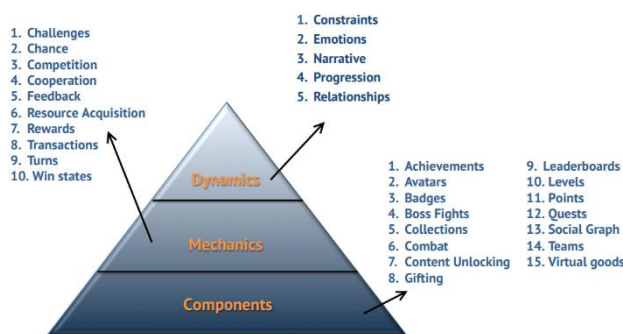 1. Challenges
2. Chance
3. Competition
4. Cooperation
5. Feedback
6. Resource Acquisition
7. Rewards
8. Transactions
9. Turns
10. Win states
1. Constraints
2. Emotions
3. Narrative
4. Progression
5. Relationships
Dynamics
Mechanics
Components
1. Achievements
2. Avatars
3. Badges
4. Boss Fights
5. Collections
6. Combat
7. Content Unlocking
8. Gifting
9. Leaderboards
10. Levels
11. Points
12. Quests
13. Social Graph
14. Teams
15. Virtual goods